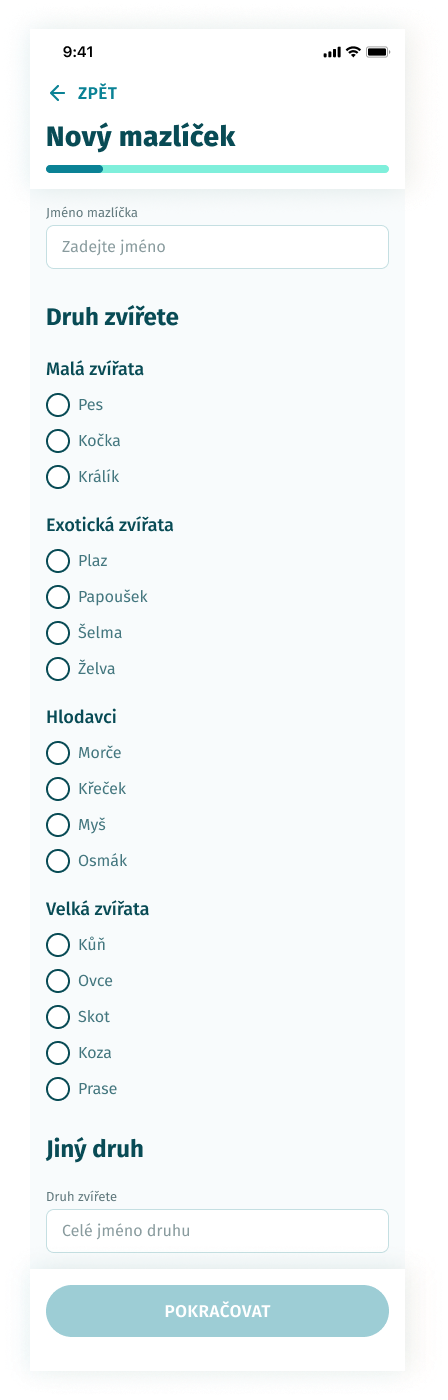 9:41
ZPĚT
Nový mazlíček
Jméno mazlíčka
Zadejte jméno
Druh zvířete
Malá zvířata
Pes
Kočka
Králík
Exotická zvířata
Plaz
Papoušek
Šelma
Želva
Hlodavci
Morče
Křeček
Myš
Osmák
Velká zvířata
Kůň
Ovce
Skot
Koza
Prase
Jiný druh
Druh zvířete
Celé jméno druhu
POKRAČOVAT